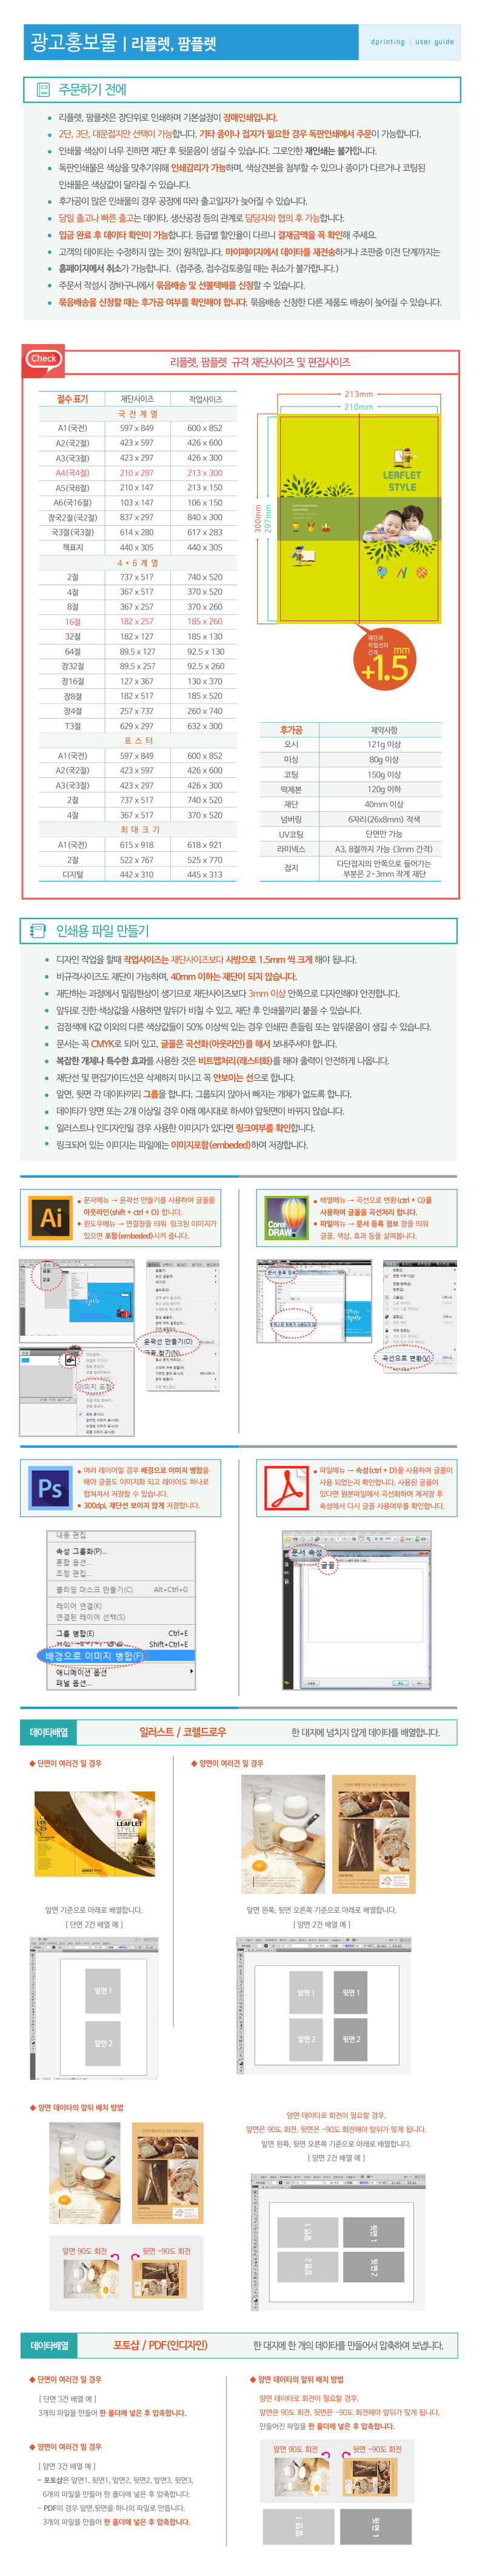 광고홍보물 | 리플렛, 팜플렛
dprinting | user guide
주문하기 전에
리플렛, 팜플렛은 장단위로 인쇄하며 기본설정이 정매인쇄입니다.
2단, 3단, 대문접지만 선택이 가능합니다. 기타 종이나 접지가 필요한 경우 독판인쇄에서 주문이 가능합니다.
인쇄물 색상이 너무 진하면 재단 후 뒷묻음이 생길 수 있습니다. 그로인한 재인쇄는 불가합니다.
독판인쇄물은 색상을 맞추기위해 인쇄감리가 가능하며, 색상견본을 첨부할 수 있으나 종이가 다르거나 코팅된
인쇄물은 색상값이 달라질 수 있습니다.
후가공이 많은 인쇄물의 경우 공정에 따라 출고일자가 늦어질 수 있습니다.
당일 출고나 빠른 출고는 데이타, 생산공정 등의 관계로 담당자와 협의 후 가능합니다.
입금 완료 후 데이타 확인이 가능합니다. 등급별 할인율이 다르니 결재금액을 꼭 확인해 주세요.
고객의 데이타는 수정하지 않는 것이 원칙입니다. 마이페이지에서 데이타를 재전송하거나 조판중 이전 단계까지는
홈페이지에서 취소가 가능합니다. (접주중, 접수검토중일 때는 취소가 불가합니다.)
주문서 작성시 장바구니에서 묶음배송 및 선불택배를 신청할 수 있습니다.
묶음배송을 신청할 때는 후가공 여부를 확인해야 합니다. 묶음배송 신청한 다른 제품도 배송이 늦어질 수 있습니다.
Check
리플렛, 팜플렛 규격 재단사이즈 및 편집사이즈
절수 표기 재단사이즈 작업사이즈
국 전 계 열
A1(국전) 597 x 849 600 x 852
A2(국2절) 423 x 597 426 x 600
A3(국3절) 423 x 297 426 x 300
A4(국4절) 210 x 297 213 x 300
A5(국8절) 210 x 147 213 x 150
A6(국16절) 103 x 147 106 x 150
장국2절(국2절) 837 x 297 840 x 300
국3절(국3절) 614 x 280 617 x 283
책표지 440 x 305 440 x 305
4 * 6 계 열
2절 737 x 517 740 x 520
4절 367 x 517 370 x 520
8절 367 x 257 370 x 260
16절 182 x 257 185 x 260
32절 182 x 127 185 x 130
64절 89.5 x 127 92.5 x 130
장32절 89.5 x 257 92.5 x 260
장16절 127 x 367 130 x 370
장8절 182 x 517 185 x 520
장4절 257 x 737 260 x 740
T3절 629 x 297 632 x 300
포 스 터
A1(국전) 597 x 849 600 x 852
A2(국2절) 423 x 597 426 x 600
A3(국3절) 423 x 297 426 x 300
2절 737 x 517 740 x 520
4절 367 x 517 370 x 520
최 대 크 기
A1(국전) 615 x 918 618 x 921
2절 522 x 767 525 x 770
디지털 442 x 310 445 x 313
213mm
210mm
300mm
297mm
LEAFLET
STYLE
재단과
작업선의
간격
+1.5mm
후가공 제약사항
오시 121g 이상
미싱 80g 이상
코팅 150g 이상
떡제본 120g 이하
재단 40mm 이상
넘버링 6자리(26x8mm) 적색
UV코팅 단면만 가능
라미넥스 A3, 8절까지 가능 (3mm 간격)
접지 다단접지의 안쪽으로 들어가는
부분은 2~3mm 작게 재단
인쇄용 파일 만들기
디자인 작업을 할때 작업사이즈는 재단사이즈보다 사방으로 1.5mm 씩 크게 해야 됩니다.
비규격사이즈도 재단이 가능하며, 40mm 이하는 재단이 되지 않습니다.
재단하는 과정에서 밀림현상이 생기므로 재단사이즈보다 3mm 이상 안쪽으로 디자인해야 안전합니다.
앞뒤로 진한 색상값을 사용하면 앞뒤가 비칠 수 있고, 재단 후 인쇄물끼리 붙을 수 있습니다.
검정색에 K값 이외의 다른 색상값들이 50% 이상씩 있는 경우 인쇄핀 흔들림 또는 앞뒤묻음이 생길 수 있습니다.
문서는 꼭 CMYK로 되어 있고, 글꼴은 곡선화(아웃라인)를 해서 보내주셔야 합니다.
복잡한 개체나 특수한 효과를 사용한 것은 비트맵처리(래스터화)를 해야 출력이 안전하게 나옵니다.
재단선 및 편집가이드선은 삭제하지 마시고 꼭 안보이는 선으로 합니다.
앞면, 뒷면 각 데이타끼리 그룹을 합니다. 그룹되지 않아서 빠지는 개체가 없도록 합니다.
데이타가 양면 또는 2개 이상일 경우 아래 예시대로 하셔야 앞뒷면이 바뀌지 않습니다.
일러스트나 인디자인일 경우 사용한 이미지가 있다면 링크여부를 확인합니다.
링크되어 있는 이미지는 파일에는 이미지포함(embeded)하여 저장합니다.
Ai
문자메뉴 → 윤곽선 만들기를 사용하여 글꼴을
아웃라인(shift + ctrl + O) 합니다.
윈도우메뉴 → 연결창을 띄워 링크된 이미지가
있으면 포함(embeded)시켜 줍니다.
Corel
DRAW
배열메뉴 → 곡선으로 변환(ctrl + Q)을
사용하여 글꼴을 곡선처리 합니다.
파일메뉴 → 문서 등록 정보 창을 띄워
글꼴, 색상, 효과 등을 살펴봅니다.
윤곽선 만들기(O)
이미지 포함
문서 등록 정보
곡선으로 변환(V)
Ps
여러 레이어일 경우 배경으로 이미지 병합을
해야 글꼴도 이미지화 되고 레이어도 하나로
합쳐져서 저장할 수 있습니다.
300dpi, 재단선 보이지 않게 저장합니다.
파일메뉴 → 속성(ctrl + D)을 사용하여 글꼴이
사용 되었는지 확인합니다. 사용된 글꼴이
있다면 원본파일에서 곡선화하여 재저장 후
속성에서 다시 글꼴 사용여부를 확인합니다.
내용 편집...
속성 그룹화(P)...
혼합 옵션...
조정 편집...
클리핑 마스크 만들기(C) Alt+Ctrl+G
레이어 연결(K)
연결된 레이어 선택(S)
그룹 병합(E) Ctrl+E
Shift+Ctrl+E
배경으로 이미지 병합(F)
애니메이션 옵션
패널 옵션...
문서 속성
글꼴
데이타배열 일러스트 / 코렐드로우 한 대지에 넘치지 않게 데이타를 배열합니다.
◆ 단면이 여러건 일 경우
◆ 양면이 여러건 일 경우
LEAFLET
STYLE
앞면 기준으로 아래로 배열합니다.
[ 단면 2건 배열 예 ]
앞면 왼쪽, 뒷면 오른쪽 기준으로 아래로 배열합니다.
[ 양면 2건 배열 예 ]
앞면 1
앞면 2
앞면 1 뒷면 1
앞면 2 뒷면 2
◆ 양면 데이타의 앞뒤 배치 방법
앞면 90도 회전 뒷면 -90도 회전
양면 데이타로 회전이 필요할 경우,
앞면은 90도 회전, 뒷면은 -90도 회전해야 앞뒤가 맞게 됩니다.
앞면 왼쪽, 뒷면 오른쪽 기준으로 아래로 배열합니다.
[ 양면 2건 배열 예 ]
앞면 1 뒷면 1
앞면 2 뒷면 2
데이타배열 포토샵 / PDF(인디자인) 한 대지에 한 개의 데이타를 만들어서 압축하여 보냅니다.
◆ 단면이 여러건 일 경우
[ 단면 3건 배열 예 ]
3개의 파일을 만들어 한 폴더에 넣은 후 압축합니다.
◆ 양면이 여러건 일 경우
[ 양면 3건 배열 예 ]
- 포토샵은 앞면1, 뒷면1, 앞면2, 뒷면2, 앞면3, 뒷면3,
6개의 파일을 만들어 한 폴더에 넣은 후 압축합니다.
- PDF의 경우 앞면,뒷면을 하나의 파일로 만듭니다.
3개의 파일을 만들어 한 폴더에 넣은 후 압축합니다.
◆ 양면 데이타의 앞뒤 배치 방법
양면 데이타로 회전이 필요할 경우,
앞면은 90도 회전, 뒷면은 -90도 회전해야 앞뒤가 맞게 됩니다.
만들어진 파일을 한 폴더에 넣은 후 압축합니다.
앞면 90도 회전 뒷면 -90도 회전
앞면 1 뒷면 1